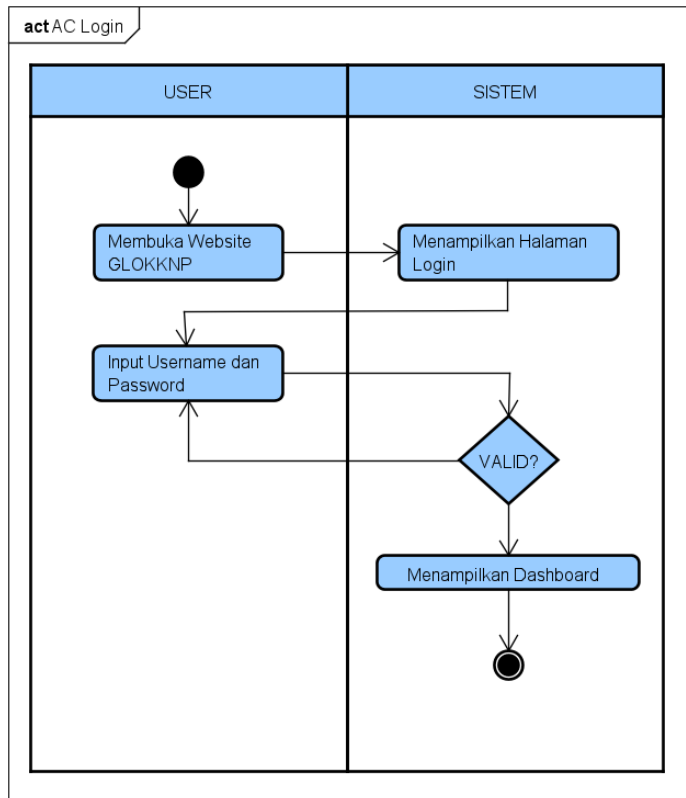 act AC Login
USER
SISTEM
Membuka Website
GLOKKNP
Menampilkan Halaman
Login
Input Username dan
Password
VALID?
Menampilkan Dashboard